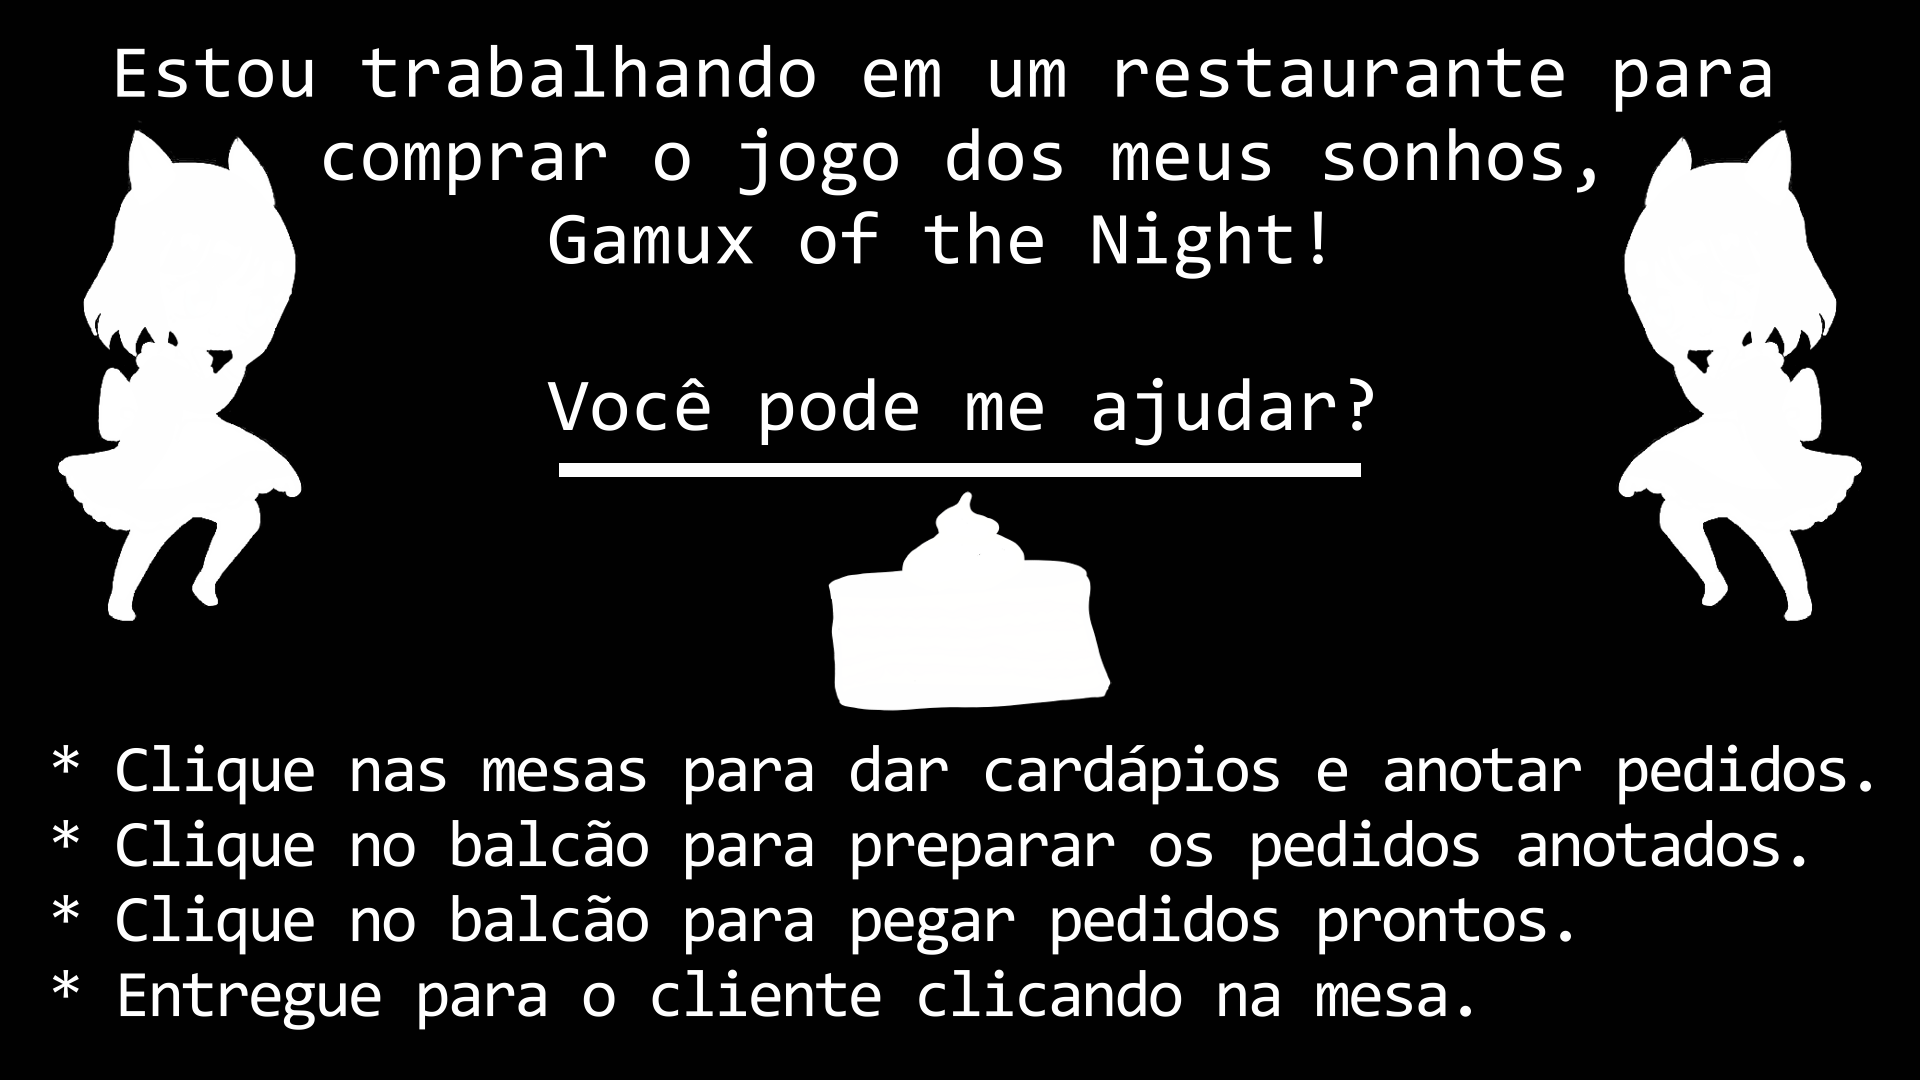 Estou trabalhando em um restaurante para
comprar o jogo dos meus sonhos,
Gamux of the Night!
Você pode me ajudar?
* Clique nas mesas para dar cardápios e anotar pedidos.
* Clique no balcão para preparar os pedidos anotados.
* Clique no balcão para pegar pedidos prontos.
* Entregue para o cliente clicando na mesa.